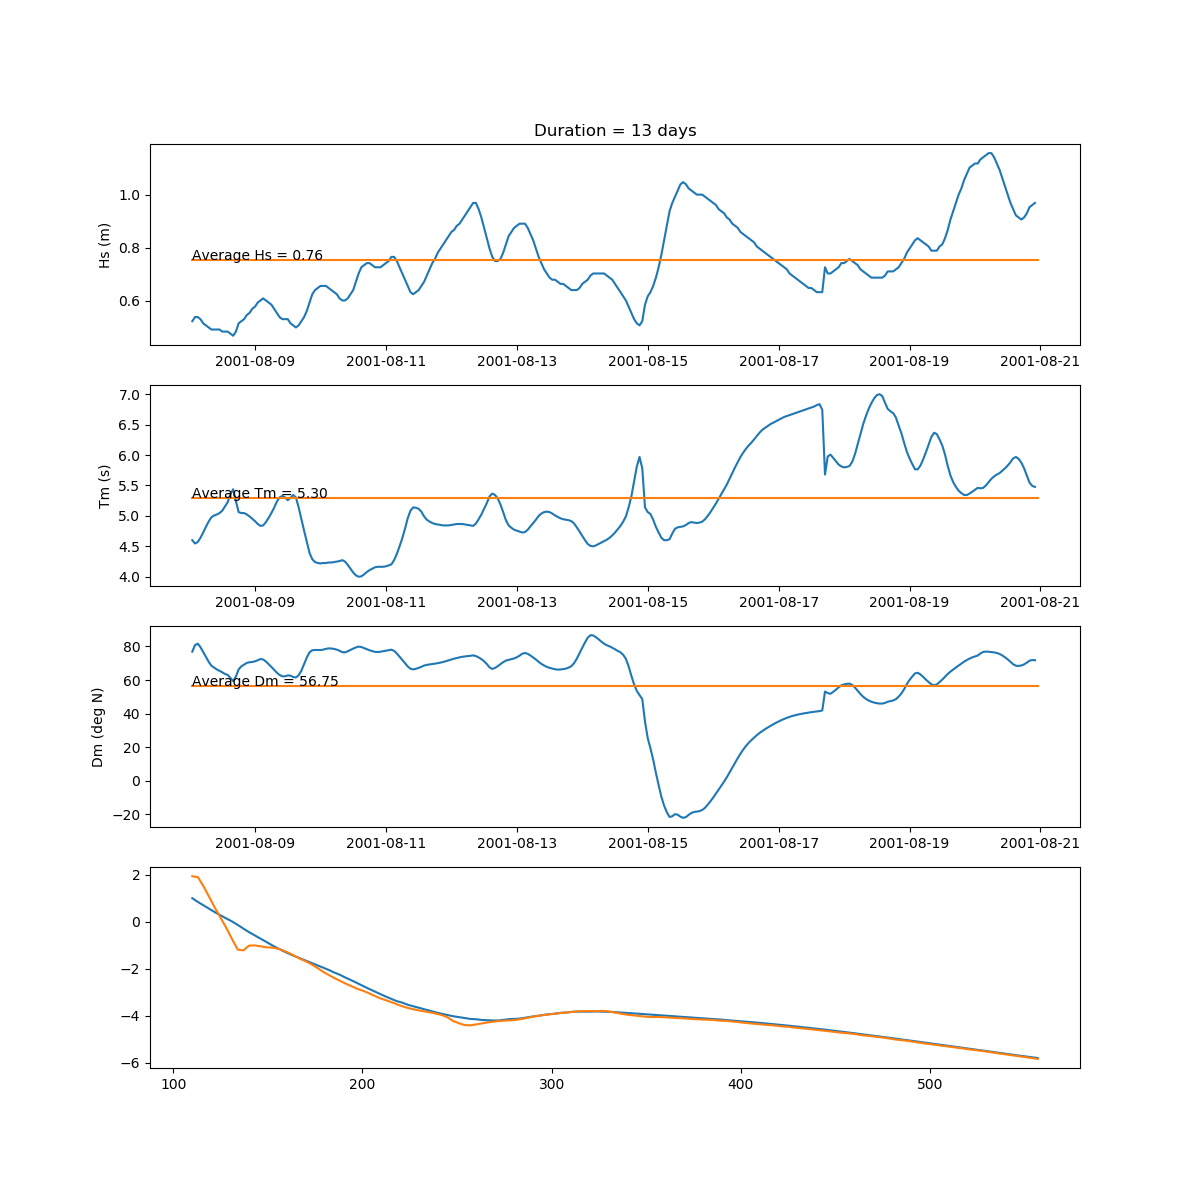 Duration = 13 days
Hs (m)
1.0
0.8
0.6
Average Hs = 0.76
2001-08-09 2001-08-11 2001-08-13 2001-08-15 2001-08-17 2001-08-19 2001-08-21
Tm (s)
7.0
6.5
6.0
5.5
5.0
4.5
4.0
Average Tm = 5.30
2001-08-09 2001-08-11 2001-08-13 2001-08-15 2001-08-17 2001-08-19 2001-08-21
Dm (deg N)
80
60
40
20
0
−20
Average Dm = 56.75
2001-08-09 2001-08-11 2001-08-13 2001-08-15 2001-08-17 2001-08-19 2001-08-21
2
0
−2
−4
−6
100 200 300 400 500